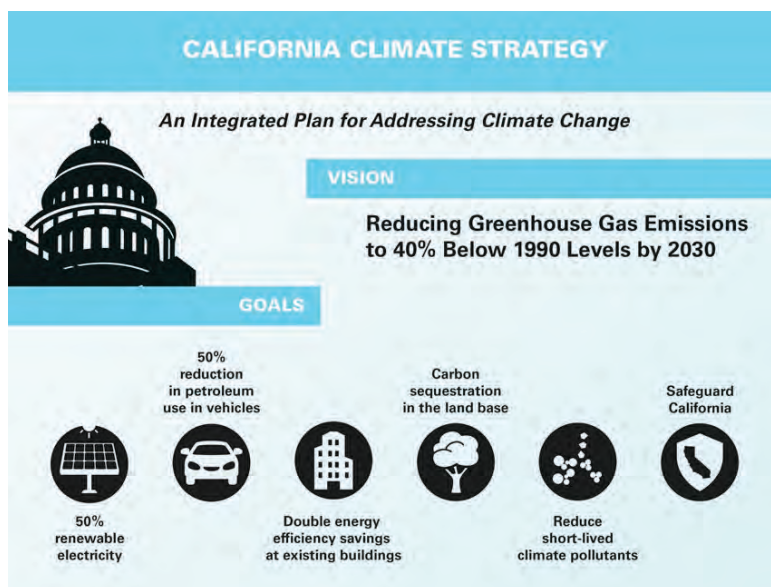 CALIFORNIA CLIMATE STRATEGY
An Integrated Plan for Addressing Climate Change
VISION
Reducing Greenhouse Gas Emissions
to 40% Below 1990 Levels by 2030
GOALS
50%
renewable
electricity
50%
reduction
in petroleum
use in vehicles
Double energy
efficiency savings
at existing buildings
Carbon
sequestration
in the land base
Reduce
short-lived
climate pollutants
Safeguard
California